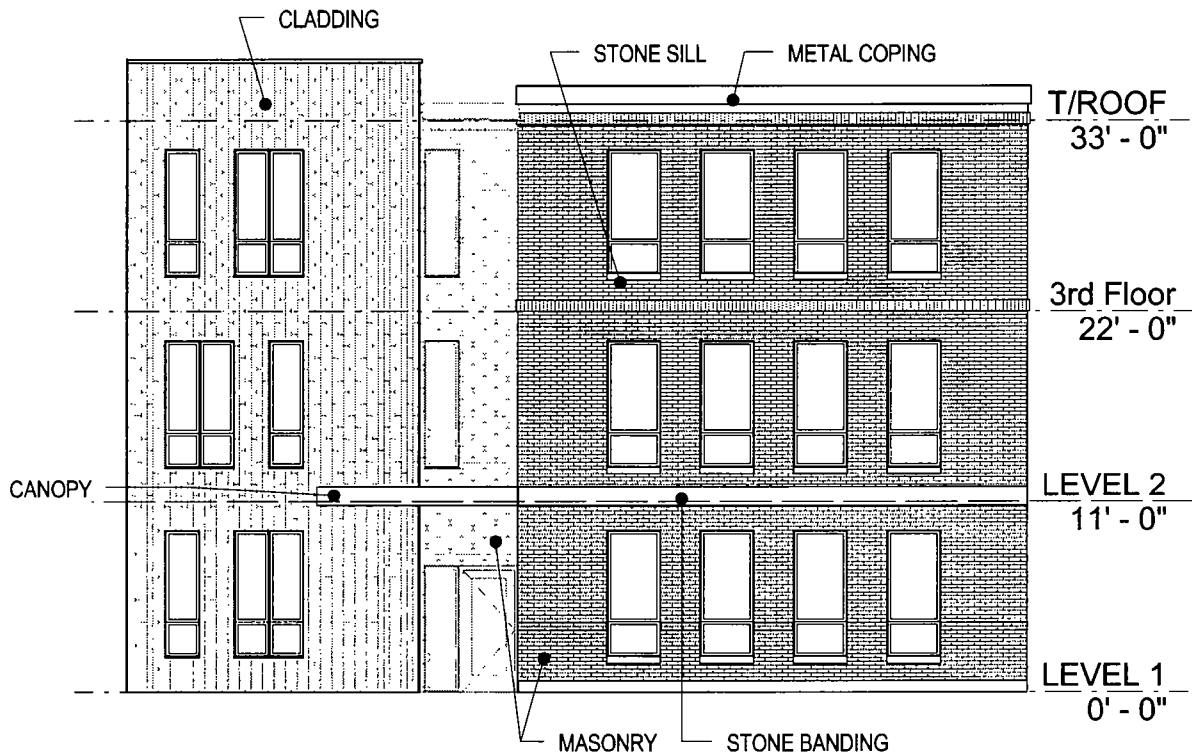 CLADDING
STONE SILL
METAL COPING
T/ROOF
33' - 0"
3rd Floor
22' - 0"
CANOPY
LEVEL 2
11' - 0"
LEVEL 1
0' - 0"
MASONRY
STONE BANDING